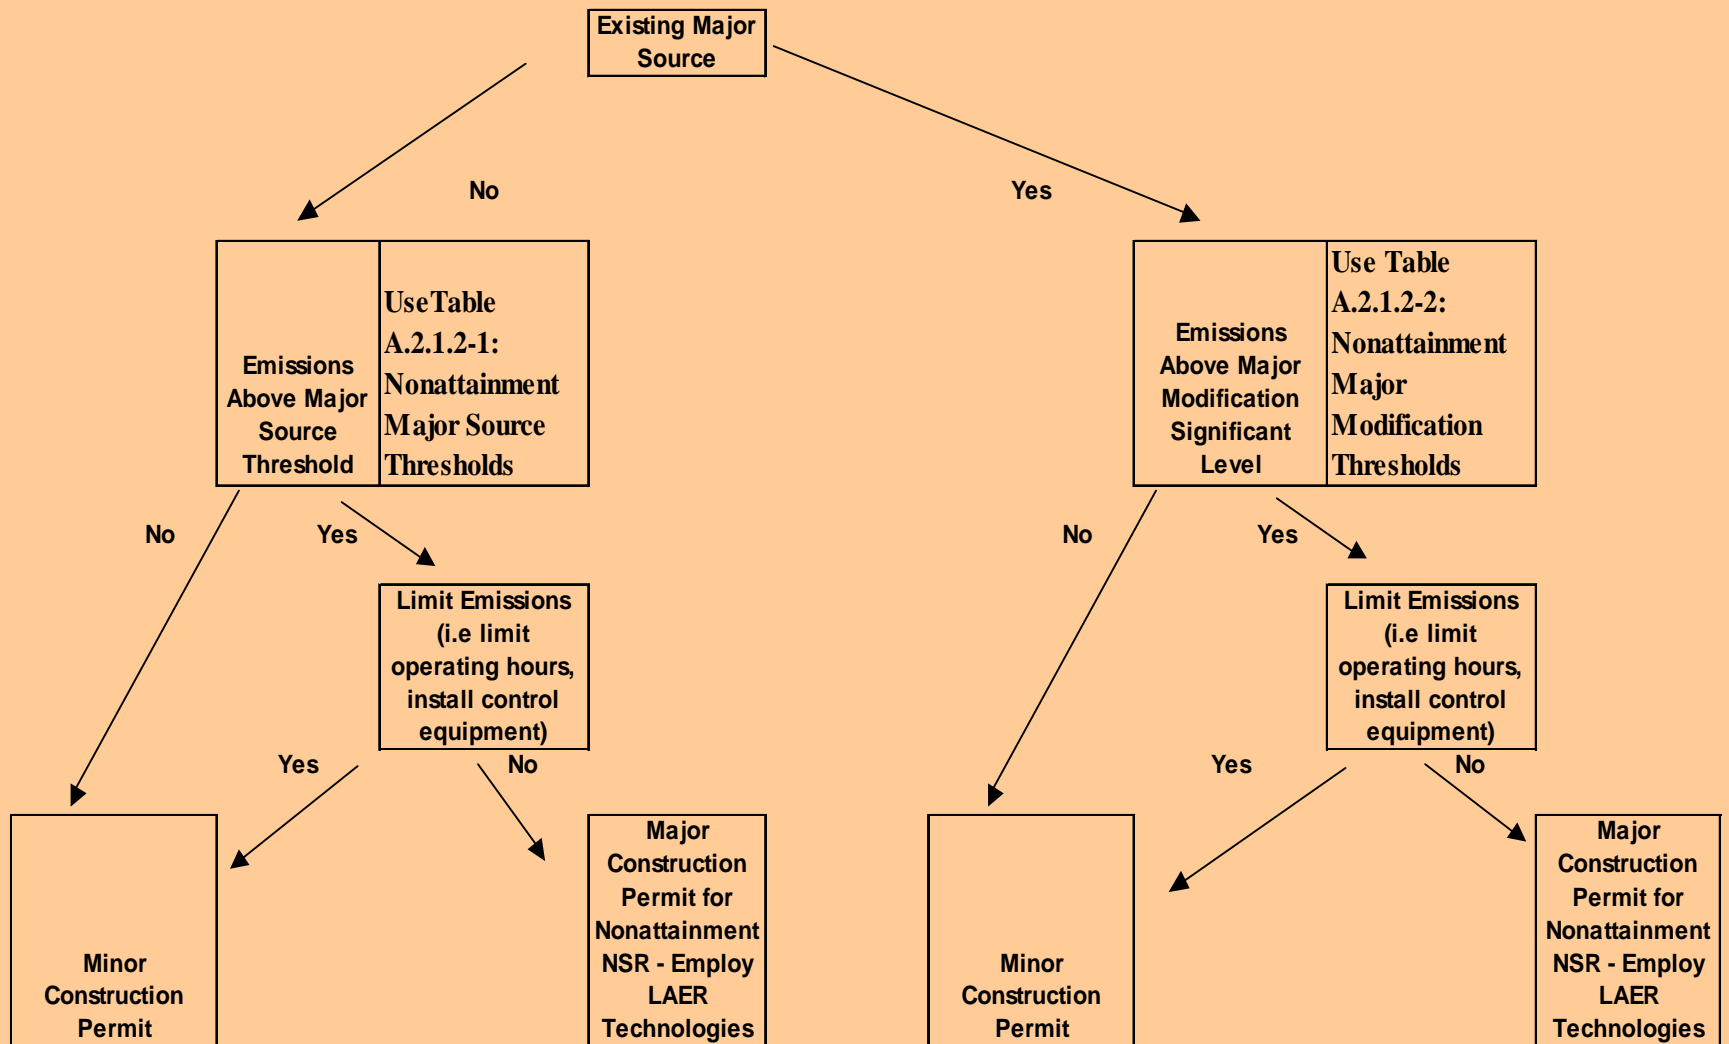 Existing Major
Source
No
Yes
Emissions
Above Major
Source
Threshold
UseTable
A.2.1.2-1:
Nonattainment
Major Source
Thresholds
Emissions
Above Major
Modification
Significant
Level
Use Table
A.2.1.2-2:
Nonattainment
Major
Modification
Thresholds
No
Yes
No
Yes
Limit Emissions
(i.e limit
operating hours,
install control
equipment)
Limit Emissions
(i.e limit
operating hours,
install control
equipment)
Yes
No
Yes
No
Minor
Construction
Permit
Major
Construction
Permit for
Nonattainment
NSR - Employ
LAER
Technologies
Minor
Construction
Permit
Major
Construction
Permit for
Nonattainment
NSR - Employ
LAER
Technologies